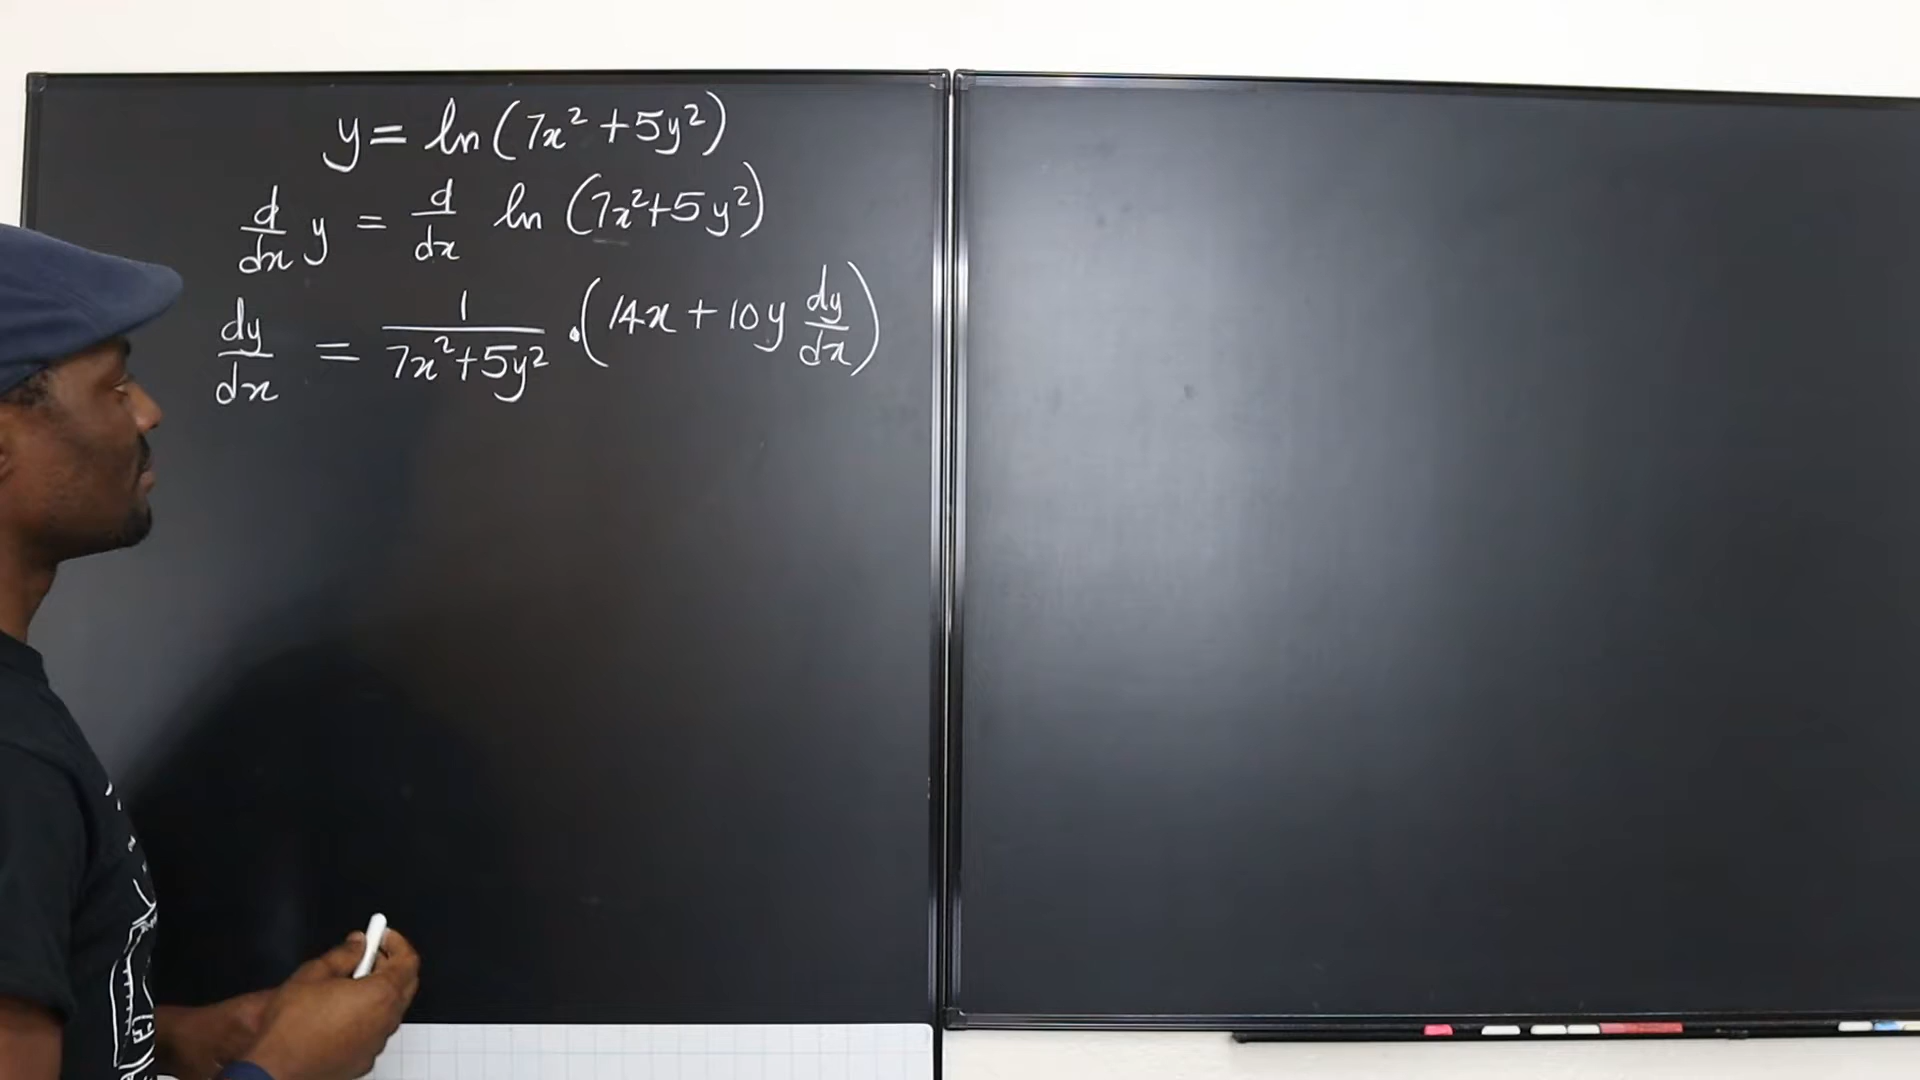 y = ln(7x² + 5y²)
d/dx y = d/dx ln (7x²+5y²)
dy/dx = 1/(7x²+5y²) · (14x + 10y dy/dx)